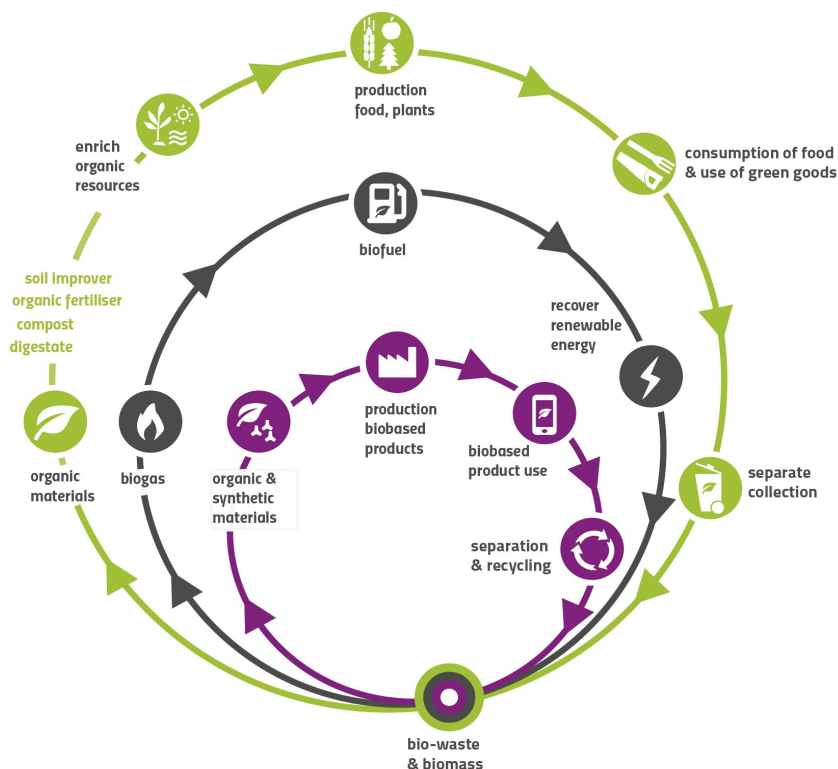 production
food, plants
enrich
organic
resources
consumption of food
& use of green goods
biofuel
soil improver
organic fertiliser
compost
digestate
recover
renewable
energy
production
biobased
products
biobased
product use
organic
materials
biogas
organic &
synthetic
materials
separate
collection
separation
& recycling
bio-waste
& biomass